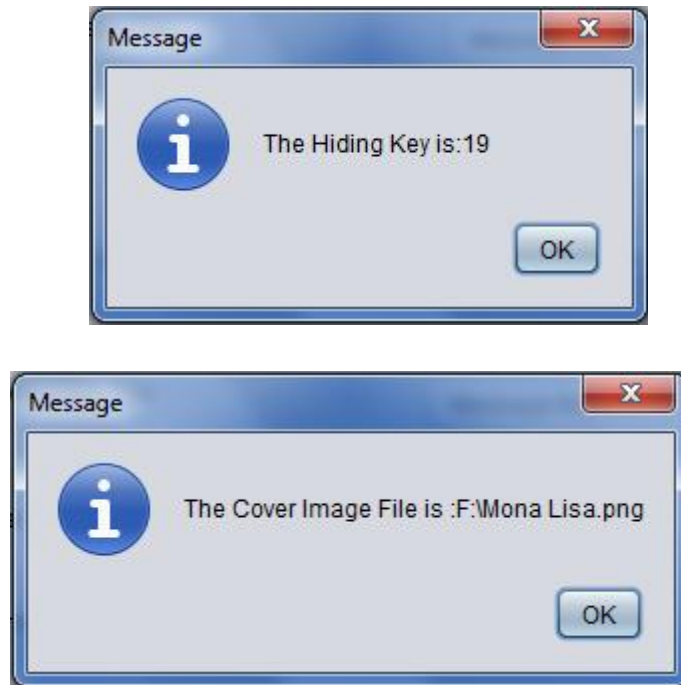 Message
The Hiding Key is:19
OK
Message
The Cover Image File is :F:\Mona Lisa.png
OK